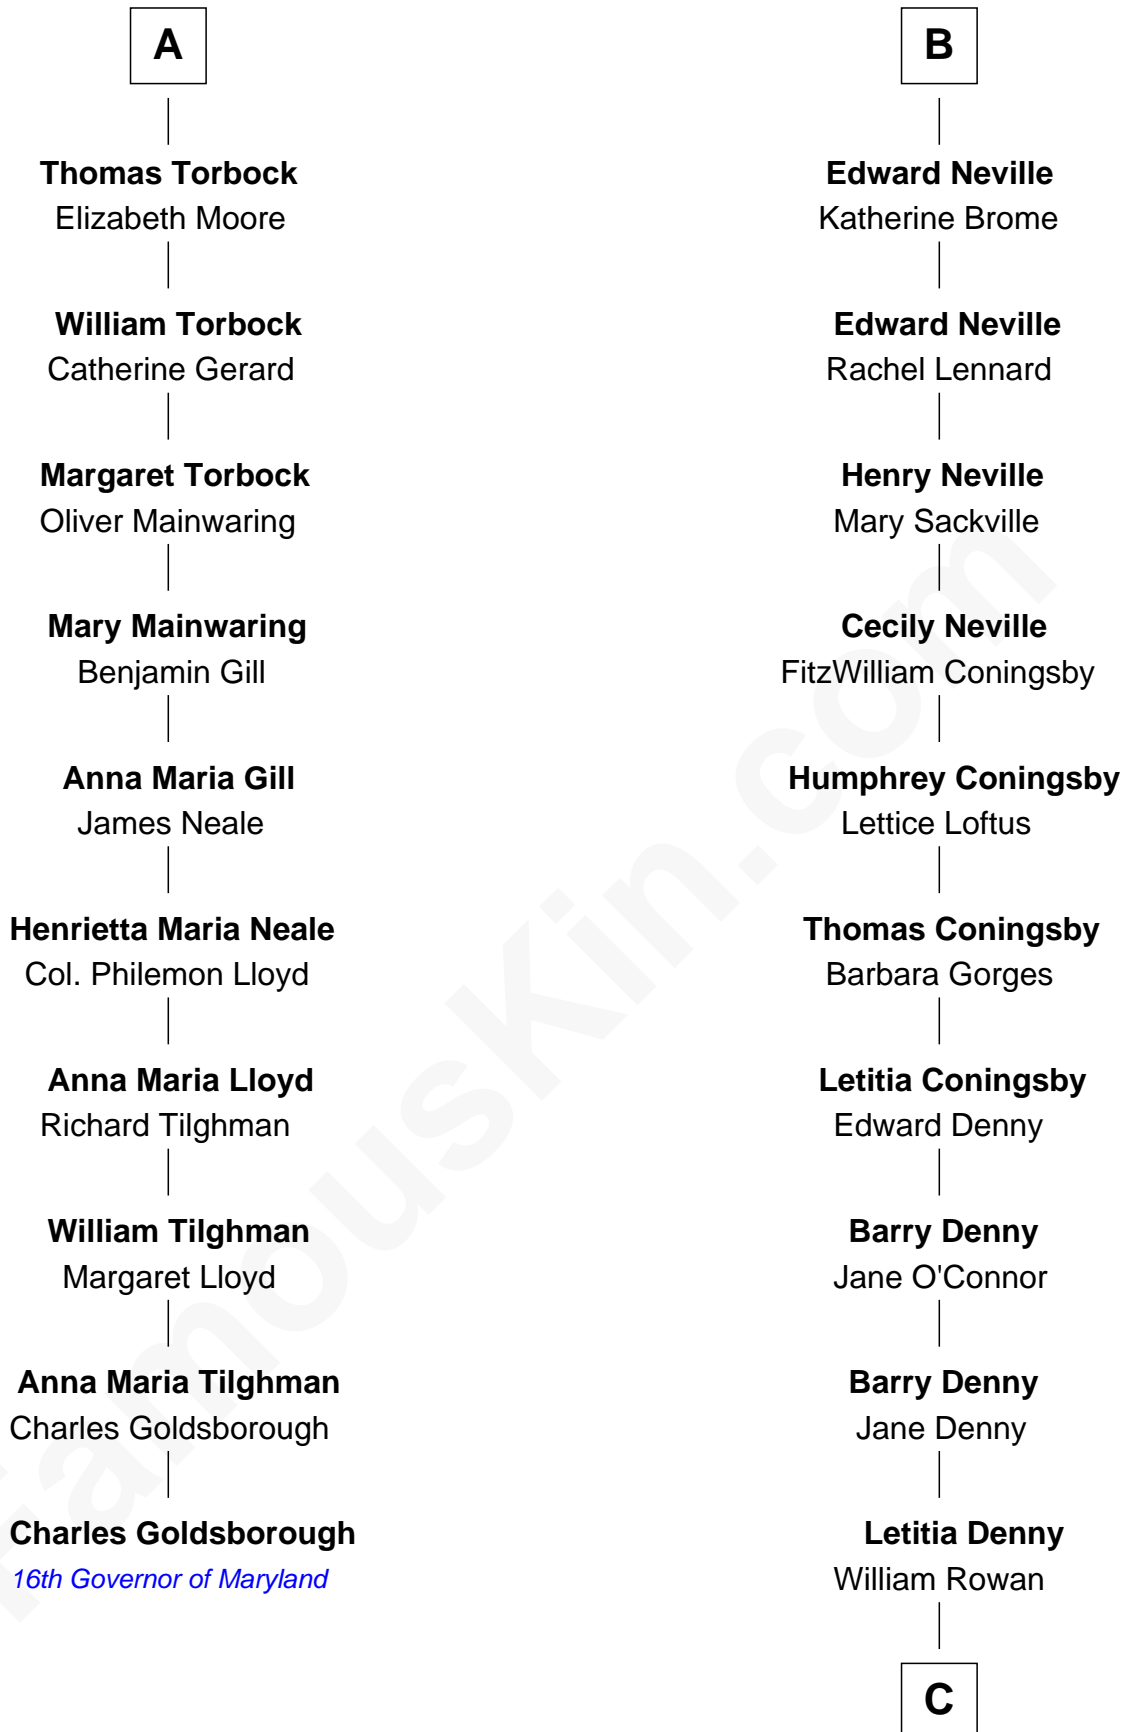 A
Thomas Torbock
Elizabeth Moore
William Torbock
Catherine Gerard
Margaret Torbock
Oliver Mainwaring
Mary Mainwaring
Benjamin Gill
Anna Maria Gill
James Neale
Henrietta Maria Neale
Col. Philemon Lloyd
Anna Maria Lloyd
Richard Tilghman
William Tilghman
Margaret Lloyd
Anna Maria Tilghman
Charles Goldsborough
Charles Goldsborough
16th Governor of Maryland
B
Edward Neville
Katherine Brome
Edward Neville
Rachel Lennard
Henry Neville
Mary Sackville
Cecily Neville
FitzWilliam Coningsby
Humphrey Coningsby
Lettice Loftus
Thomas Coningsby
Barbara Gorges
Letitia Coningsby
Edward Denny
Barry Denny
Jane O'Connor
Barry Denny
Jane Denny
Letitia Denny
William Rowan
C
FamousKin.com